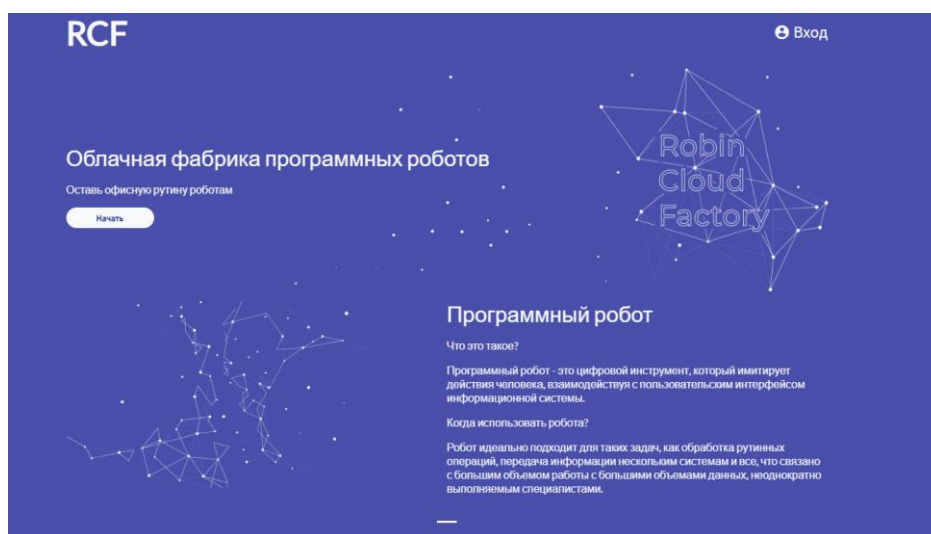 RCF
Вход
Облачная фабрика программных роботов
Оставь офисную рутину роботам
Начать
Robin
Cloud
Factory
Программный робот
Что это такое?
Программный робот - это цифровой инструмент, который имитирует
действия человека, взаимодействуя с пользовательским интерфейсом
информационной системы.
Когда использовать робота?
Робот идеально подходит для таких задач, как обработка рутинных
операций, передача информации нескольким системам и все, что связано
с большим объемом работы с большими объемами данных, неоднократно
выполняемым специалистами.